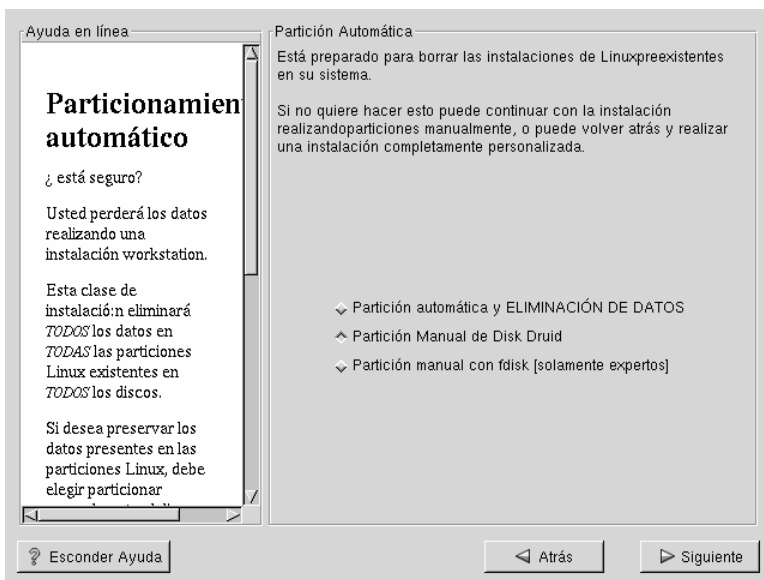 Ayuda en línea
Particionamien
automático
¿ está seguro?
Usted perderá los datos
realizando una
instalación workstation.
Esta clase de
instalació:n eliminará
TODOS los datos en
TODAS las particiones
Linux existentes en
TODOS los discos.
Si desea preservar los
datos presentes en las
particiones Linux, debe
elegir particionar
Partición Automática
Está preparado para borrar las instalaciones de Linuxpreexistentes
en su sistema.
Si no quiere hacer esto puede continuar con la instalación
realizandoparticiones manualmente, o puede volver atrás y realizar
una instalación completamente personalizada.
Partición automática y ELIMINACIÓN DE DATOS
Partición Manual de Disk Druid
Partición manual con fdisk [solamente expertos]
Esconder Ayuda
Atrás
Siguiente